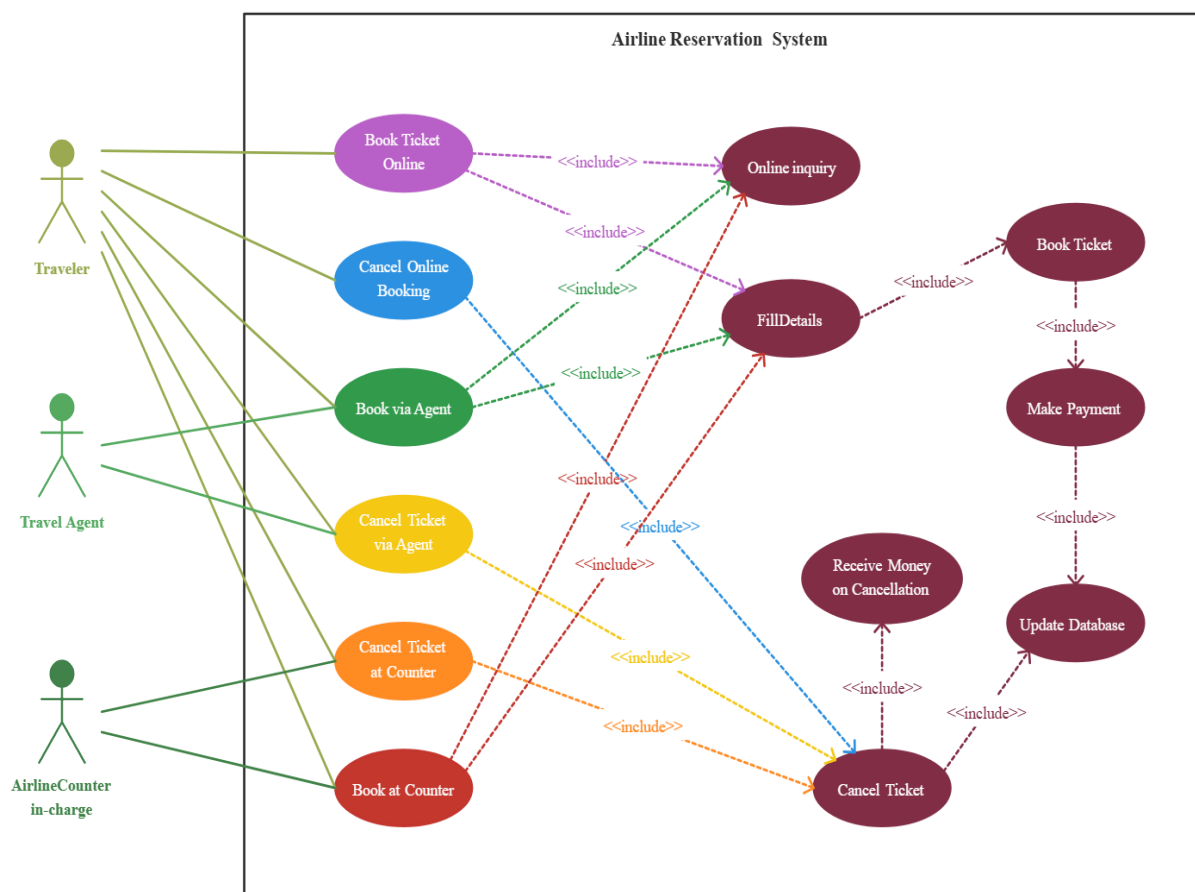 Airline Reservation System
Book Ticket
Online
<<include>>
Online inquiry
<<include>>
Traveler
Cancel Online
Booking
<<include>>
Book Ticket
<<include>>
FillDetails
<<include>>
<<include>>
Book via Agent
Make Payment
<<include>>
Travel Agent
Cancel Ticket
via Agent
<<include>>
<<include>>
<<include>>
Receive Money
on Cancellation
Update Database
Cancel Ticket
at Counter
<<include>>
<<include>>
<<include>>
<<include>>
<<include>>
AirlineCounter
in-charge
Book at Counter
Cancel Ticket